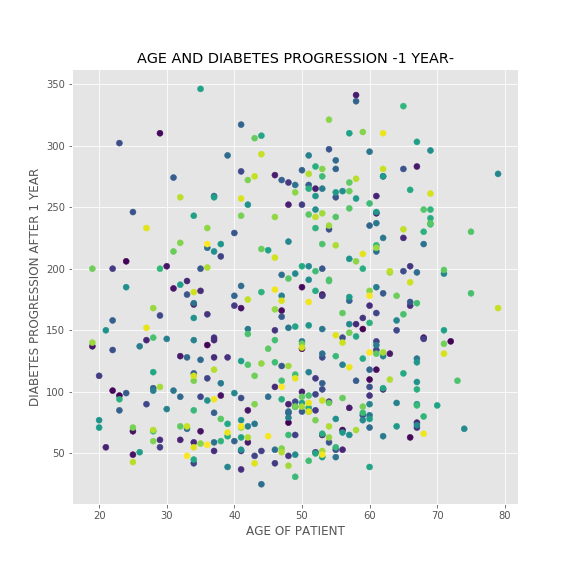 AGE AND DIABETES PROGRESSION -1 YEAR-
350
300
250
200
150
100
50
DIABETES PROGRESSION AFTER 1 YEAR
20 30 40 50 60 70 80
AGE OF PATIENT